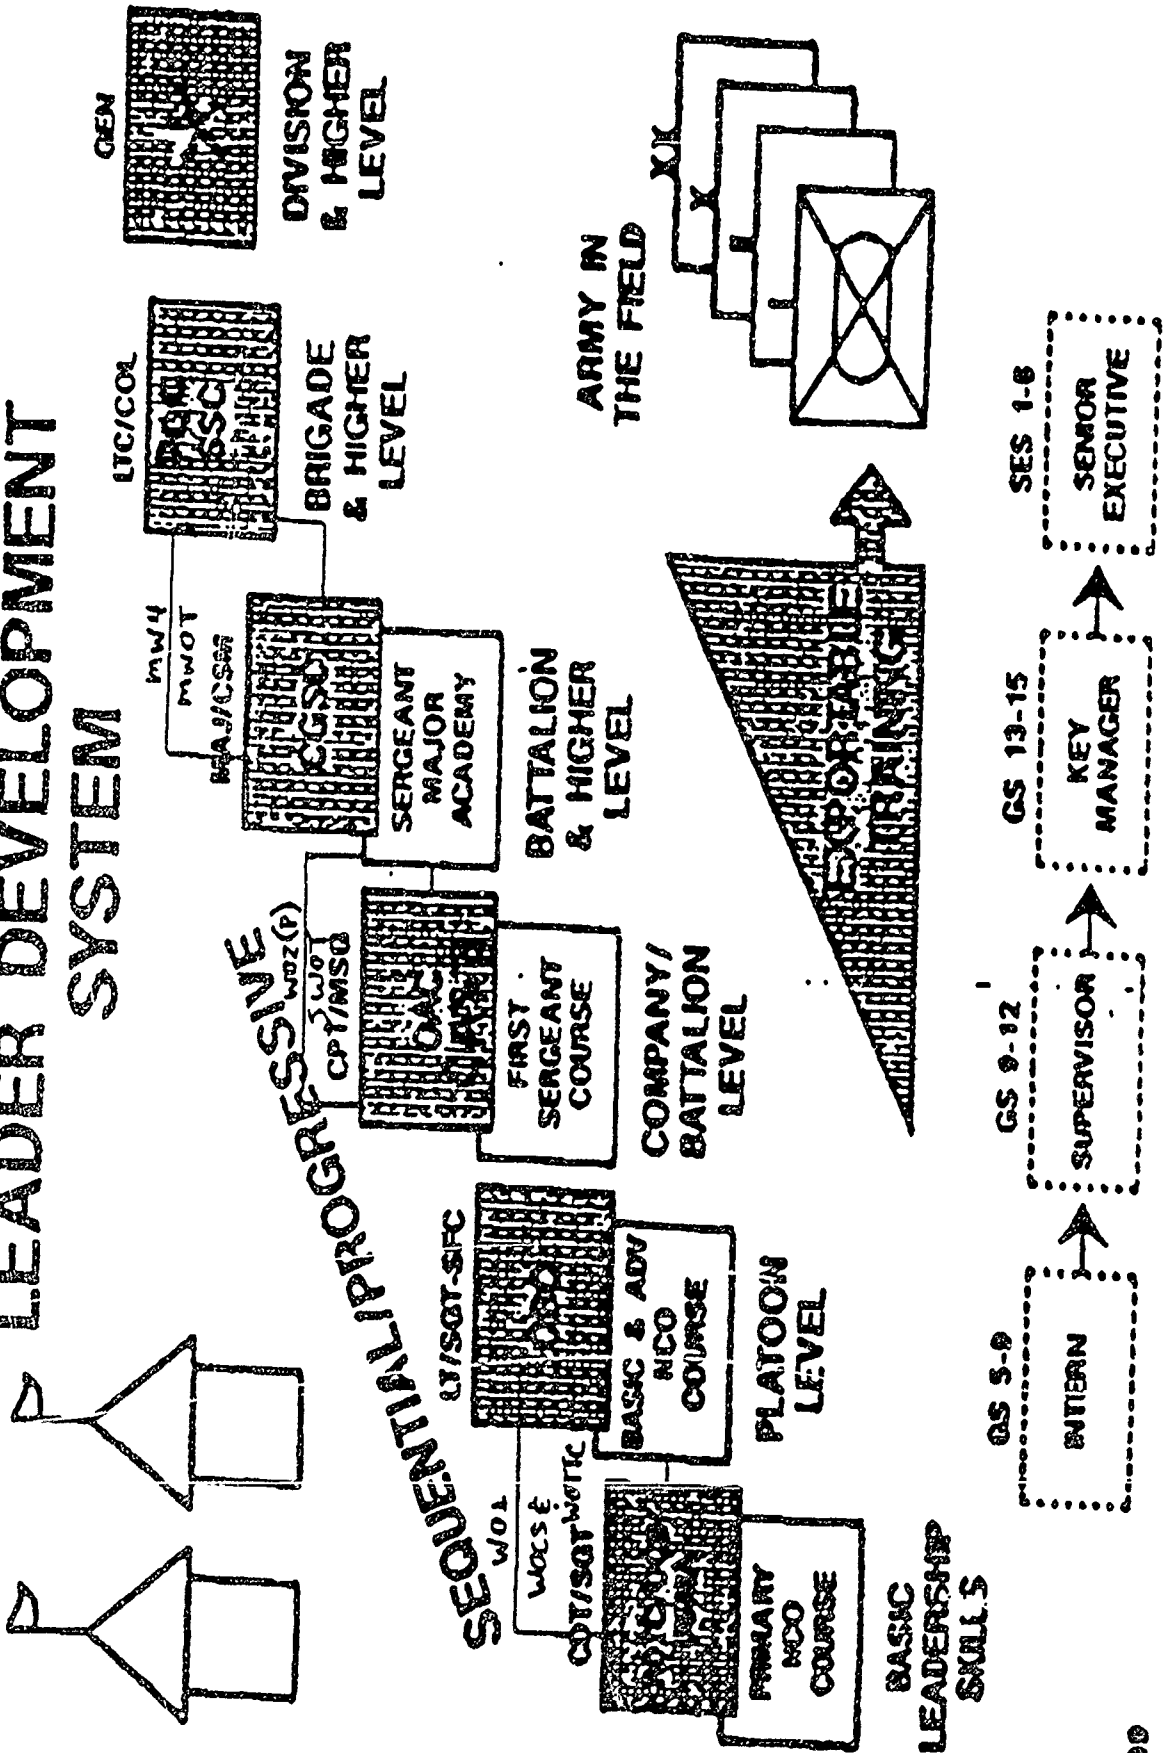 LEADER DEVELOPMENT
SYSTEM
SEQUENTIAL/PROGRESSIVE
CDT/SGT
WO1
WOCSE
WOTTC
PRIMARY
NCO
COURSE
BASIC
LEADERSHIP
SKILLS
LT/SGT-SFC
BASIC & ADV
NCO
COURSE
PLATOON
LEVEL
WO2(P)
SWOT
CPT/MSG
OAC
FIRST
SERGEANT
COURSE
COMPANY/
BATTALION
LEVEL
MW4
MWOT
MAJ/CSM
CGSC
SERGEANT
MAJOR
ACADEMY
BATTALION
& HIGHER
LEVEL
LTC/COL
SSC
BRIGADE
& HIGHER
LEVEL
GEN
DIVISION
& HIGHER
LEVEL
EXPORTABLE
TRAINING
ARMY IN
THE FIELD
XX
X
II
I
GS 5-9
INTERN
GS 9-12
SUPERVISOR
GS 13-15
KEY
MANAGER
SES 1-6
SENIOR
EXECUTIVE